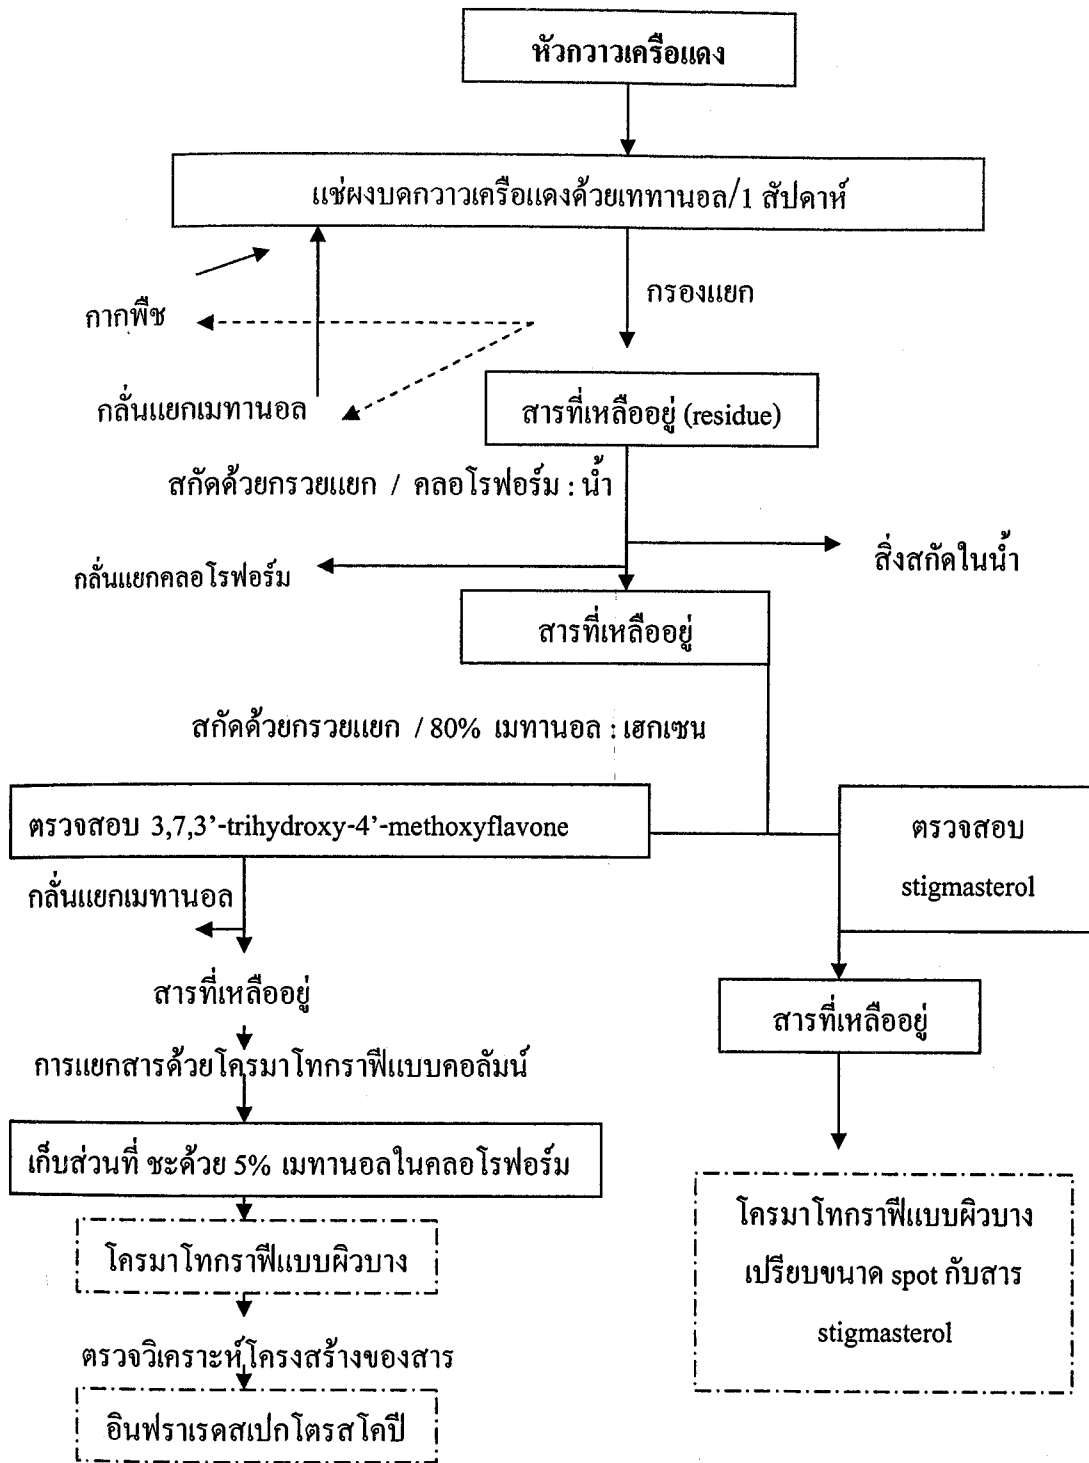 หัวกวาวเครือแดง
แช่ผงบดกวาวเครือแดงด้วยเททานอล/1 สัปดาห์
กรองแยก
กากพืช
กลั่นแยกเมทานอล
สารที่เหลืออยู่ (residue)
สกัดด้วยกรวยแยก / คลอโรฟอร์ม : น้ำ
สิ่งสกัดในน้ำ
กลั่นแยกคลอโรฟอร์ม
สารที่เหลืออยู่
สกัดด้วยกรวยแยก / 80% เมทานอล : เฮกเซน
ตรวจสอบ 3,7,3’-trihydroxy-4’-methoxyflavone
ตรวจสอบ
stigmasterol
กลั่นแยกเมทานอล
สารที่เหลืออยู่
สารที่เหลืออยู่
การแยกสารด้วยโครมาโทกราฟีแบบคอลัมน์
เก็บส่วนที่ ชะด้วย 5% เมทานอลในคลอโรฟอร์ม
โครมาโทกราฟีแบบผิวบาง
เปรียบขนาด spot กับสาร
stigmasterol
โครมาโทกราฟีแบบผิวบาง
ตรวจวิเคราะห์โครงสร้างของสาร
อินฟราเรดสเปกโตรสโคปี